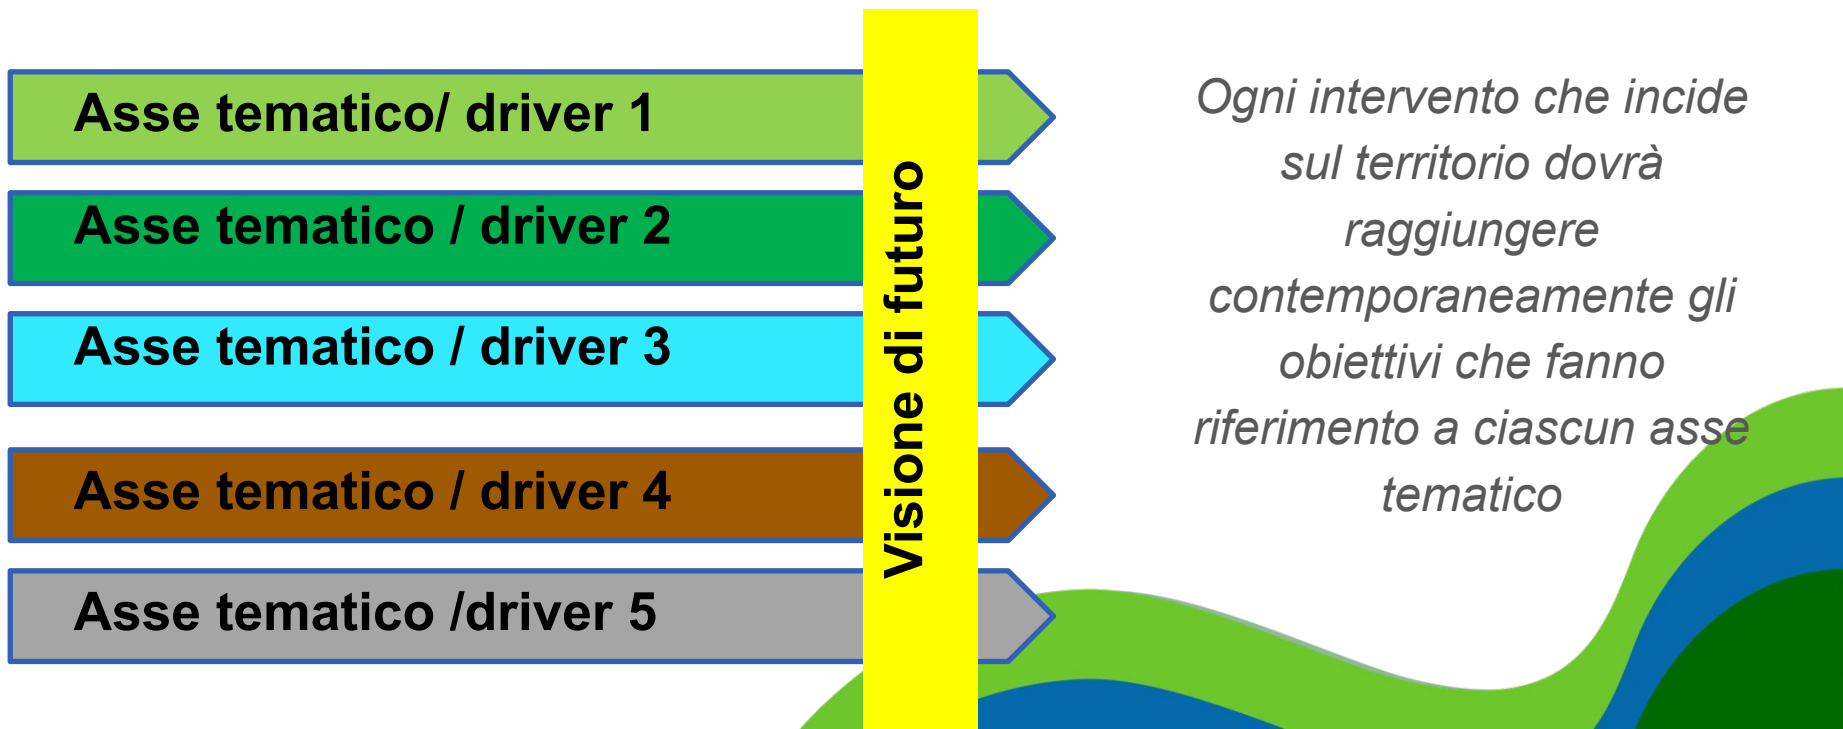 Asse tematico/ driver 1
Asse tematico / driver 2
Asse tematico / driver 3
Asse tematico / driver 4
Asse tematico /driver 5
Visione di futuro
Ogni intervento che incide
sul territorio dovrà
raggiungere
contemporaneamente gli
obiettivi che fanno
riferimento a ciascun asse
tematico